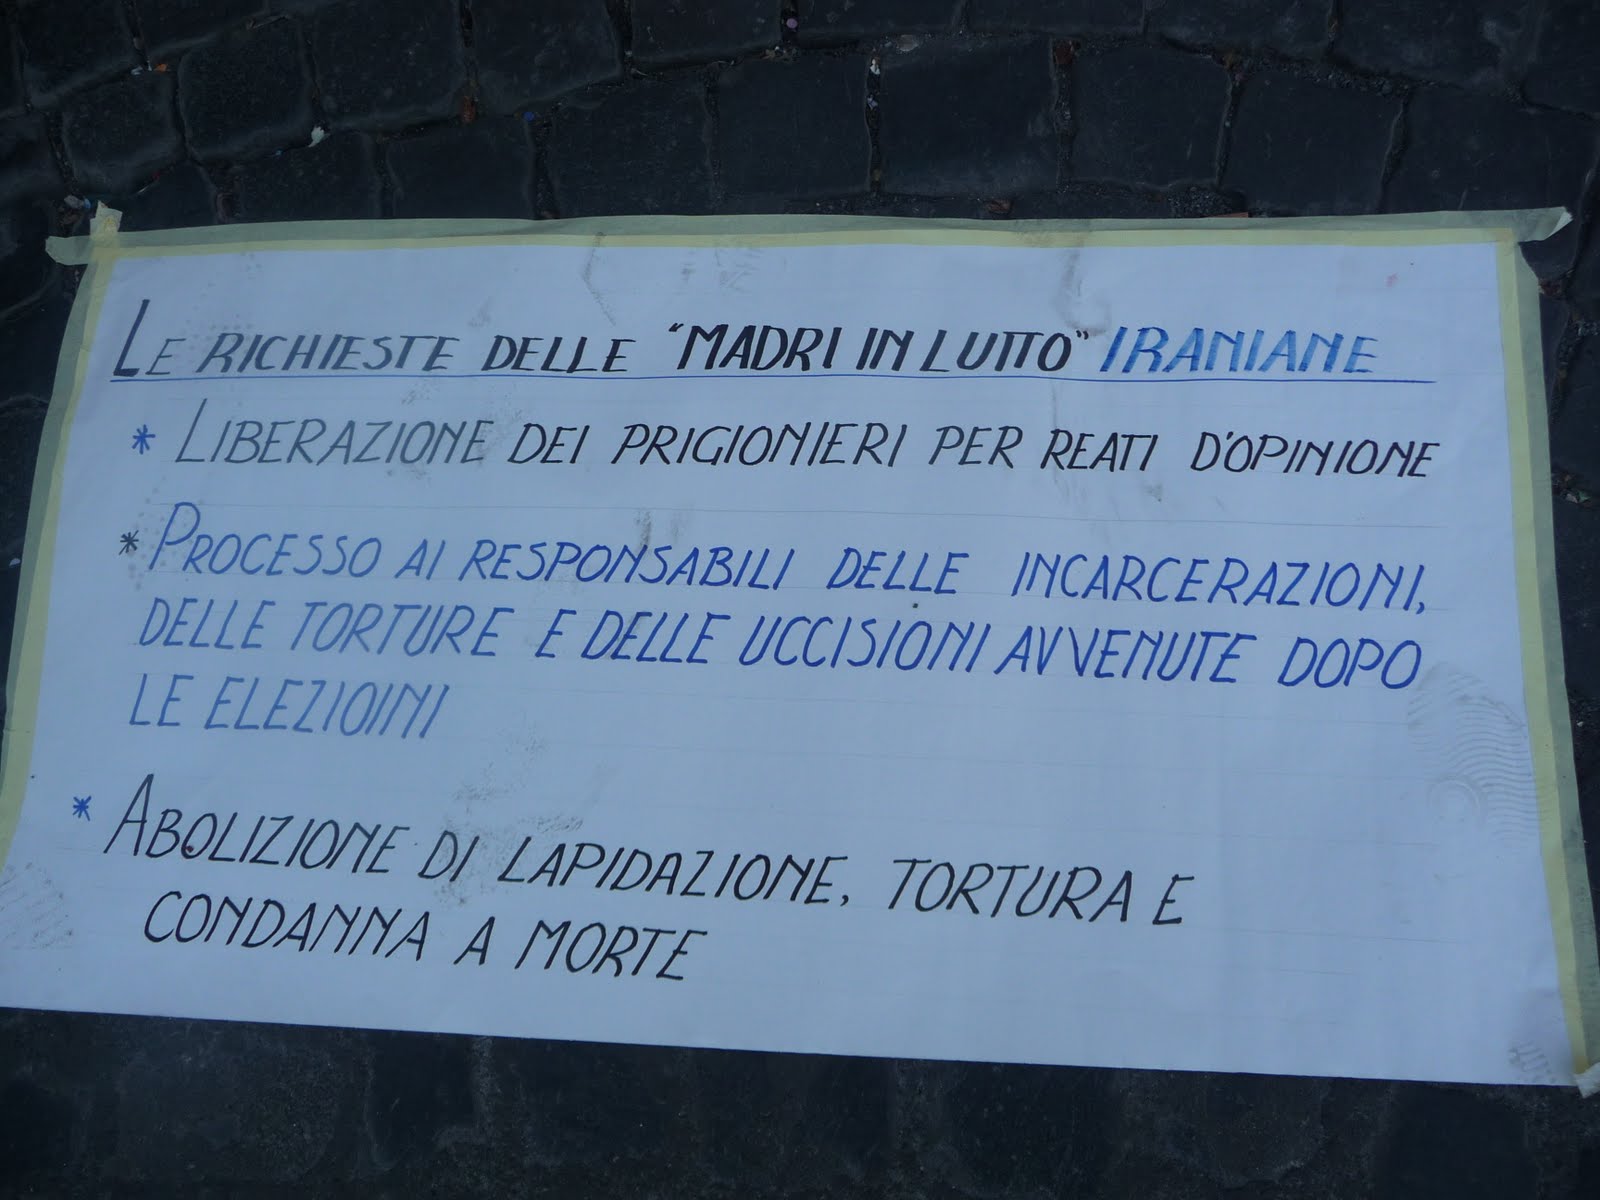 LE RICHIESTE DELLE "MADRI IN LUTTO" IRANIANE
* LIBERAZIONE DEI PRIGIONIERI PER REATI D'OPINIONE
* PROCESSO AI RESPONSABILI DELLE INCARCERAZIONI,
DELLE TORTURE E DELLE UCCISIONI AVVENUTE DOPO
LE ELEZIOINI
* ABOLIZIONE DI LAPIDAZIONE, TORTURA E
CONDANNA A MORTE